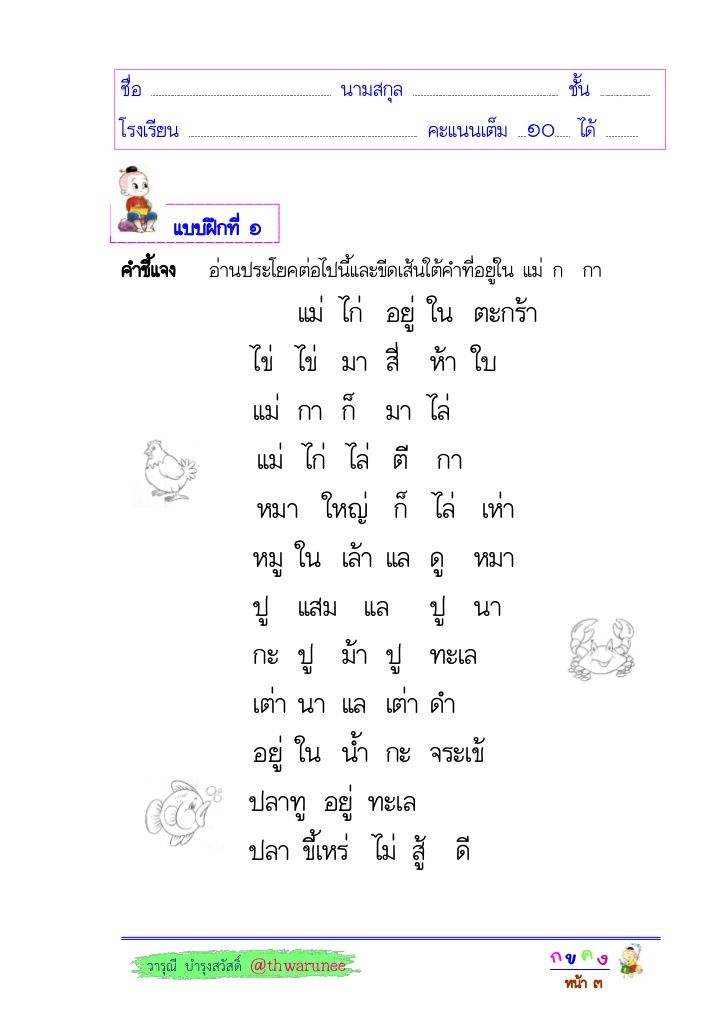 ชื่อ ........................ นามสกุล ........................ ชั้น ............
โรงเรียน ........................ คะแนนเต็ม ...๑๐..... ได้ ...........
แบบฝึกที่ ๑
คำชี้แจง อ่านประโยคต่อไปนี้และขีดเส้นใต้คำที่อยู่ใน แม่ ก กา
แม่ ไก่ อยู่ ใน ตะกร้า
ไข่ ไข่ มา สี่ ห้า ใบ
แม่ กา ก็ มา ไล่
แม่ ไก่ ไล่ ตี กา
หมา ใหญ่ ก็ ไล่ เห่า
หมู ใน เล้า แล ดู หมา
ปู แสม แล ปู นา
กะ ปู ม้า ปู ทะเล
เต่า นา แล เต่า ดำ
อยู่ ใน น้ำ กะ จระเข้
ปลาทู อยู่ ทะเล
ปลา ขี้เหร่ ไม่ สู้ ดี
วารุณี บำรุงสวัสดิ์ @thwarunee
ก ข ค ง
หน้า ๓